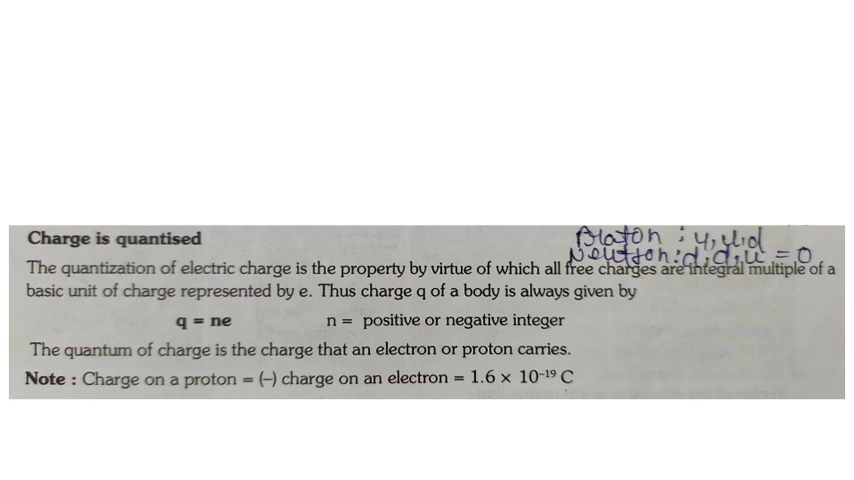 Charge is quantised
Proton : u, u, d
Neutron : d, d, u = 0
The quantization of electric charge is the property by virtue of which all free charges are integral multiple of a
basic unit of charge represented by e. Thus charge q of a body is always given by
q = ne n = positive or negative integer
The quantum of charge is the charge that an electron or proton carries.
Note : Charge on a proton = (–) charge on an electron = 1.6 × 10⁻¹⁹ C